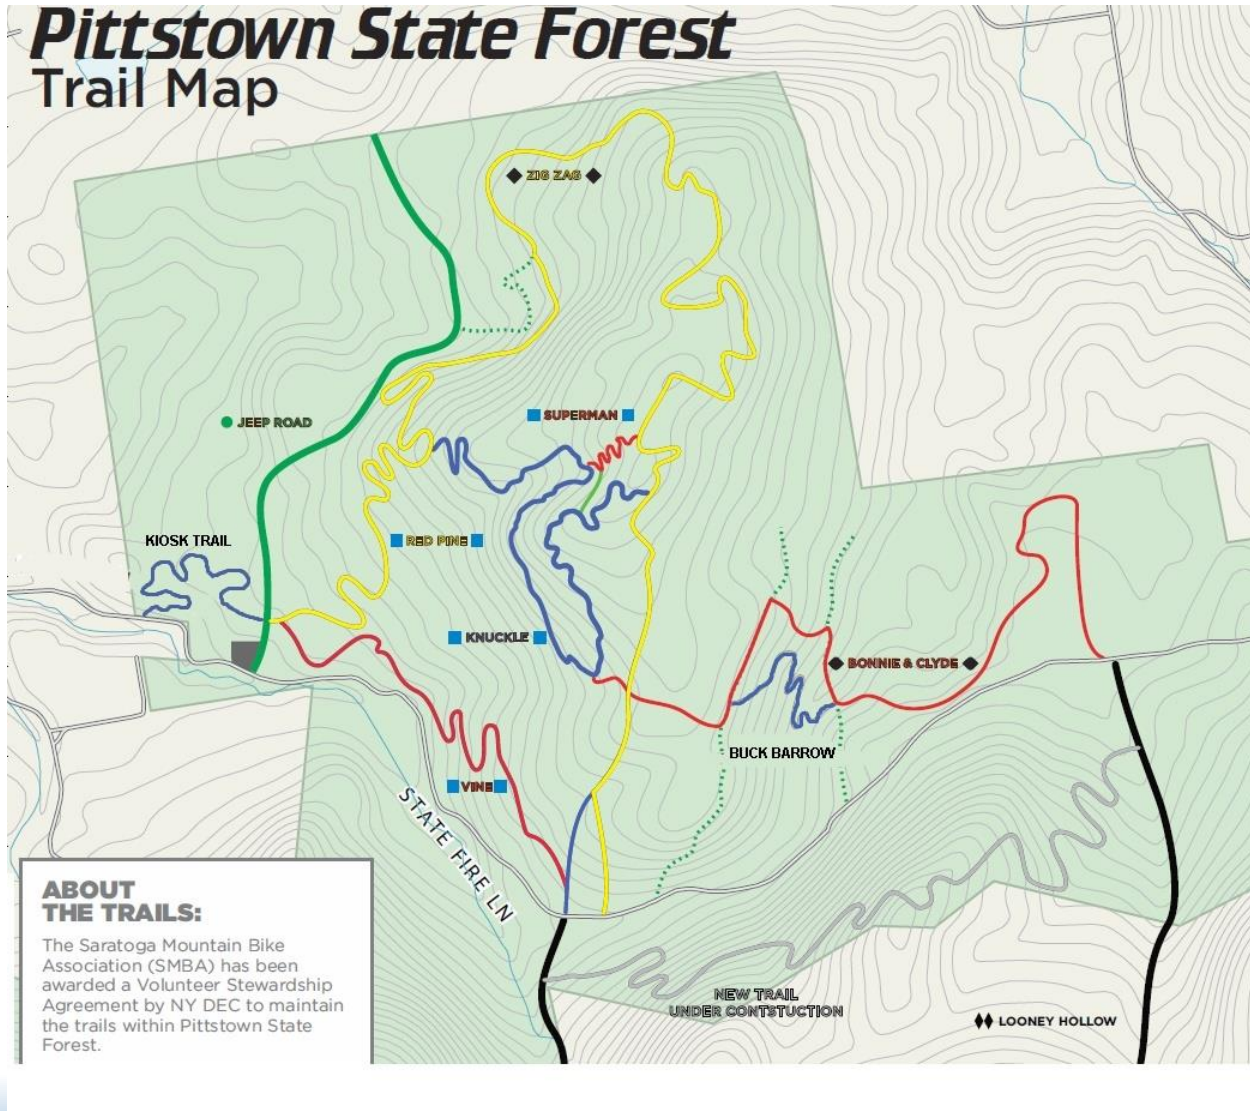 Pittstown State Forest
Trail Map
ZIG ZAG
SUPERMAN
JEEP ROAD
KIOSK TRAIL
RED PINE
KNUCKLE
BONNIE & CLYDE
BUCK BARROW
VINE
STATE FIRE LN
ABOUT
THE TRAILS:
The Saratoga Mountain Bike
Association (SMBA) has been
awarded a Volunteer Stewardship
Agreement by NY DEC to maintain
the trails within Pittstown State
Forest.
NEW TRAIL
UNDER CONTSTUCTION
LOONEY HOLLOW